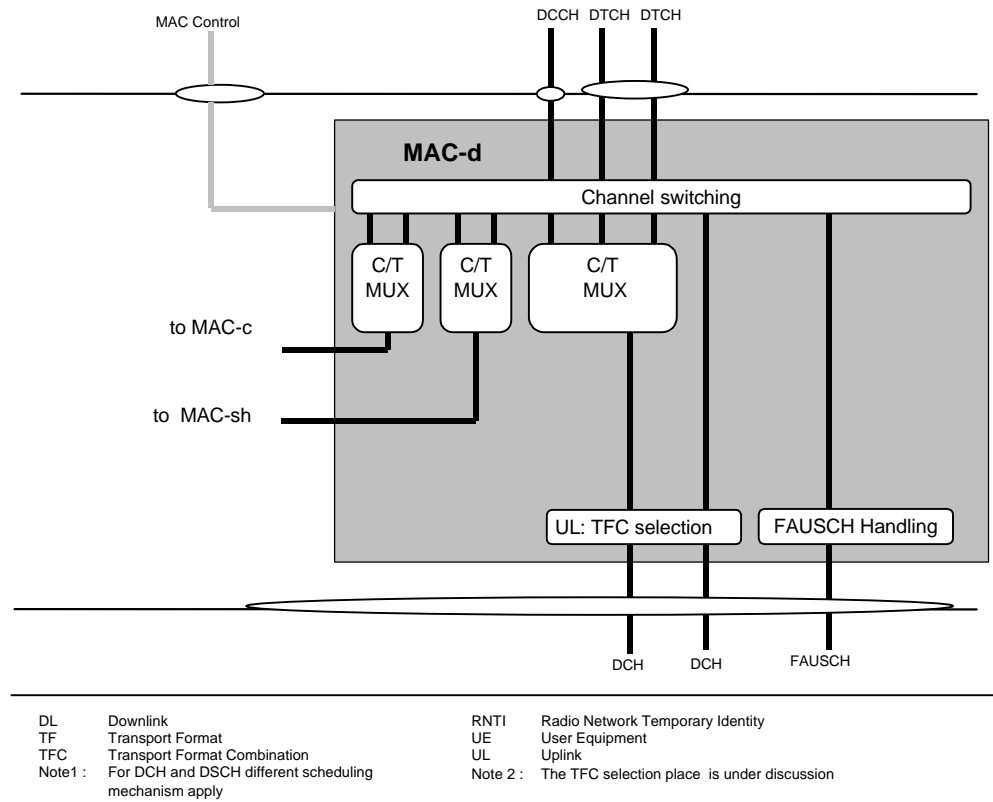 MAC Control
DCCH DTCH DTCH
MAC-d
Channel switching
C/T MUX
C/T MUX
C/T MUX
to MAC-c
to MAC-sh
UL: TFC selection
FAUSCH Handling
DCH
DCH
FAUSCH
DL Downlink
TF Transport Format
TFC Transport Format Combination
Note1 : For DCH and DSCH different scheduling
mechanism apply
RNTI Radio Network Temporary Identity
UE User Equipment
UL Uplink
Note 2 : The TFC selection place is under discussion